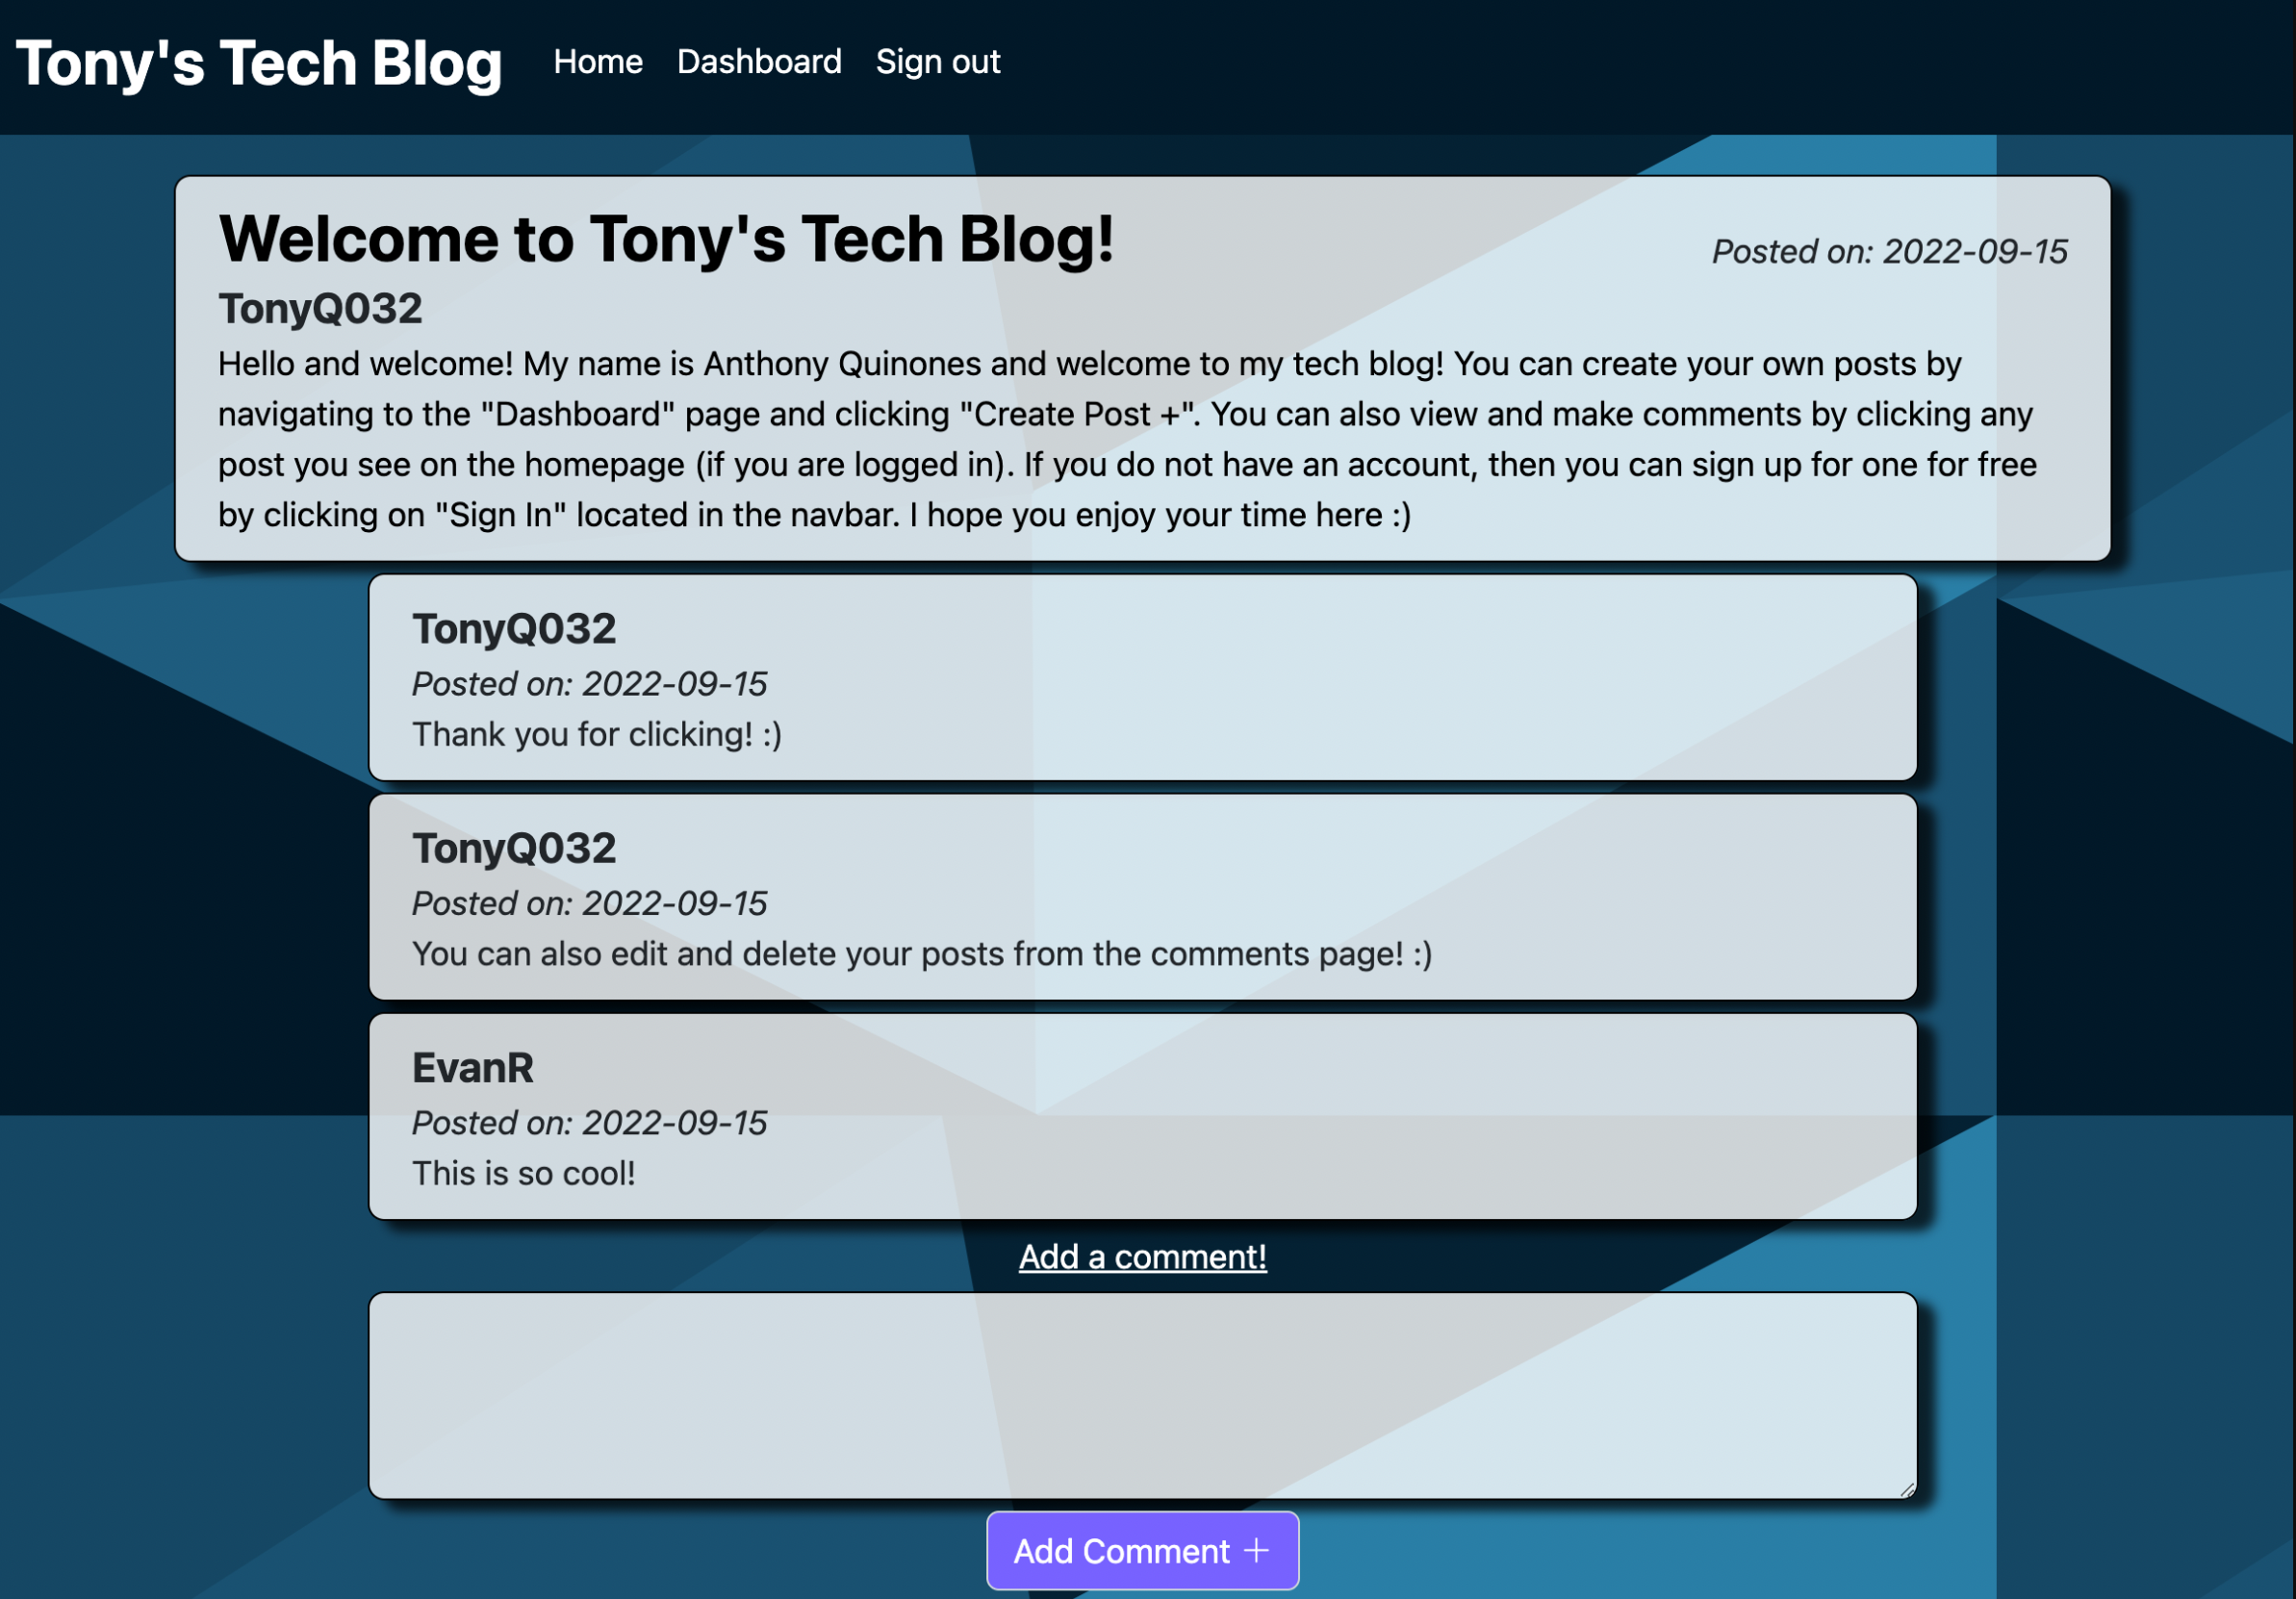 Tony's Tech Blog Home Dashboard Sign out
Welcome to Tony's Tech Blog!
Posted on: 2022-09-15
TonyQ032
Hello and welcome! My name is Anthony Quinones and welcome to my tech blog! You can create your own posts by
navigating to the "Dashboard" page and clicking "Create Post +". You can also view and make comments by clicking any
post you see on the homepage (if you are logged in). If you do not have an account, then you can sign up for one for free
by clicking on "Sign In" located in the navbar. I hope you enjoy your time here :)
TonyQ032
Posted on: 2022-09-15
Thank you for clicking! :)
TonyQ032
Posted on: 2022-09-15
You can also edit and delete your posts from the comments page! :)
EvanR
Posted on: 2022-09-15
This is so cool!
Add a comment!
Add Comment +